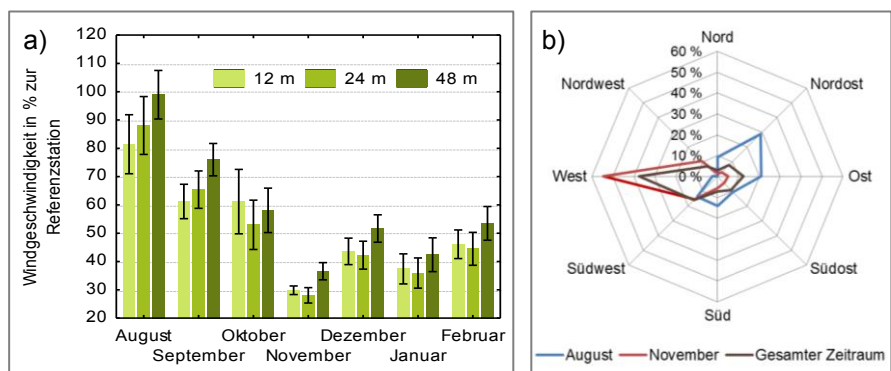 a)
Windgeschwindigkeit in % zur
Referenzstation
120
110
100
90
80
70
60
50
40
30
20
12 m 24 m 48 m
August Oktober Dezember Februar
September November Januar
b)
Nord
Nordost
Ost
Südost
Süd
Südwest
West
Nordwest
60 %
50 %
40 %
30 %
20 %
10 %
0 %
August November Gesamter Zeitraum